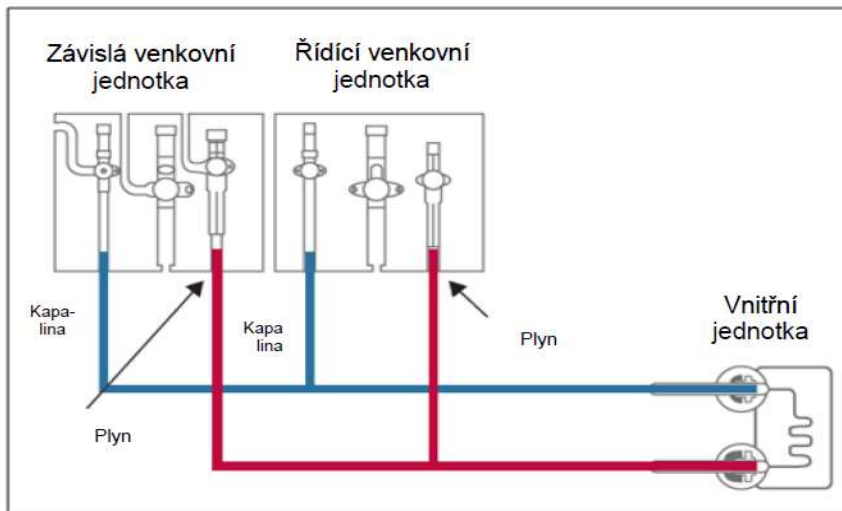 Závislá venkovní
jednotka
Řídící venkovní
jednotka
Kapa-
lina
Kapa
lina
Plyn
Plyn
Vnitřní
jednotka